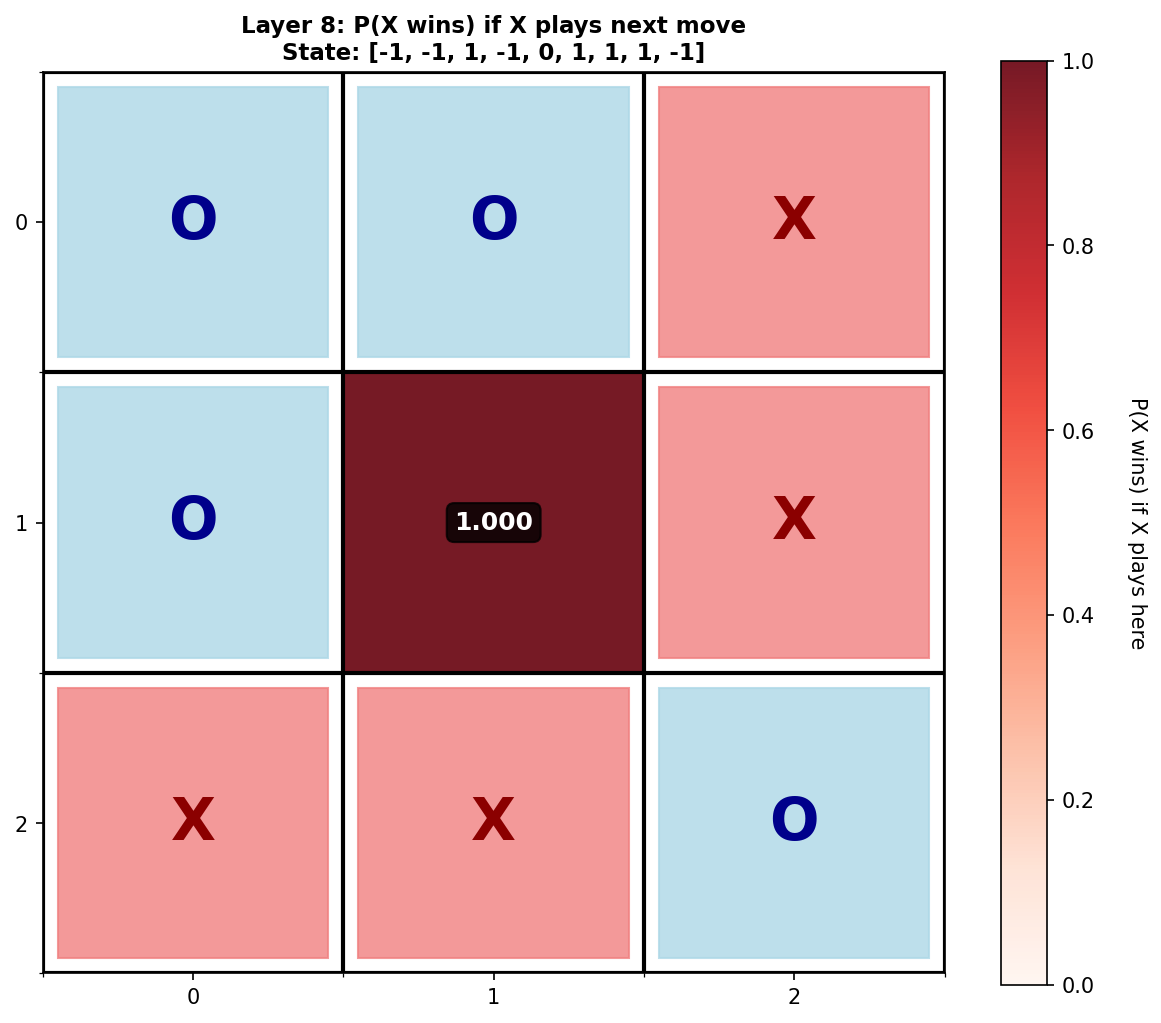 Layer 8: P(X wins) if X plays next move
State: [-1, -1, 1, -1, 0, 1, 1, 1, -1]
0
O
O
X
1
O
1.000
X
2
X
X
O
0
1
2
1.0
0.8
0.6
0.4
0.2
0.0
P(X wins) if X plays here